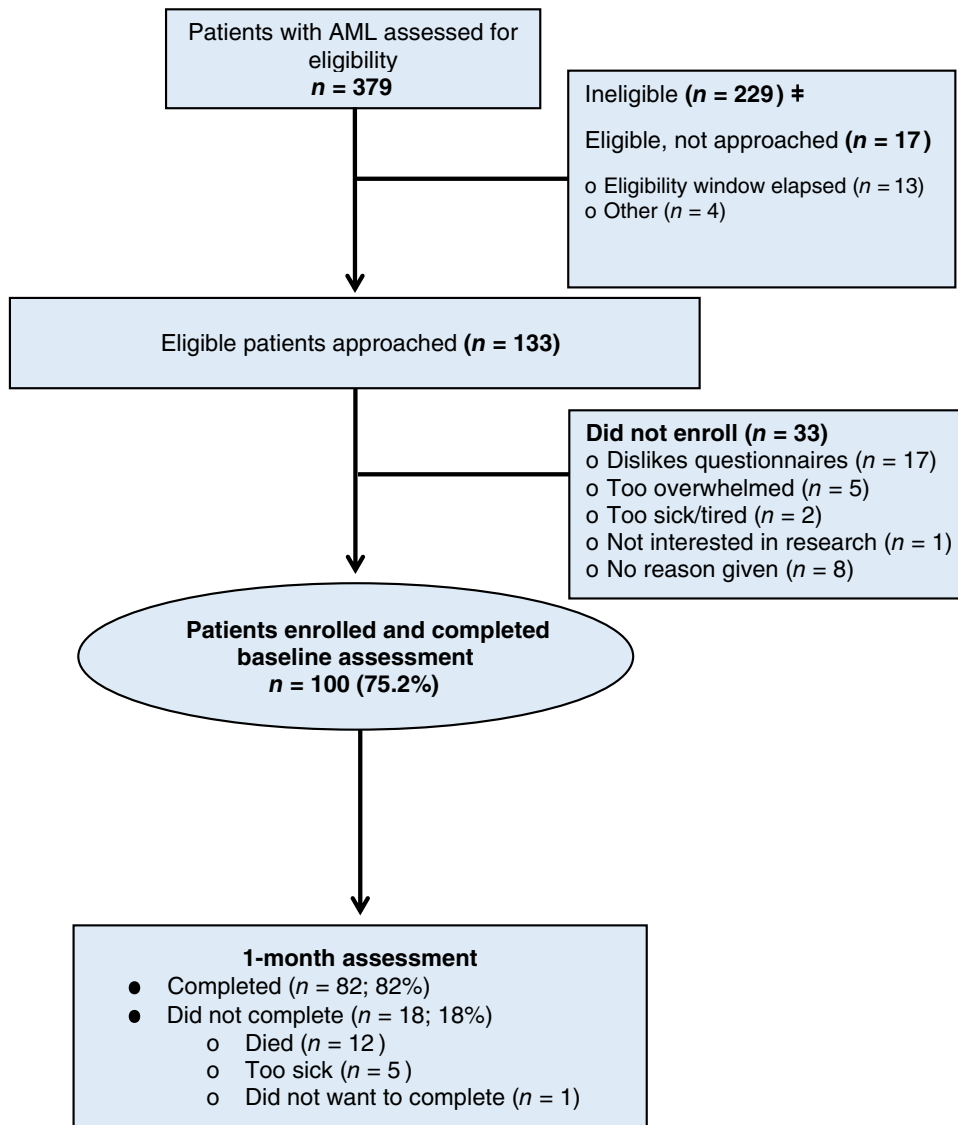 Patients with AML assessed for
eligibility
n = 379
Ineligible (n = 229) ‡
Eligible, not approached (n = 17)
o Eligibility window elapsed (n = 13)
o Other (n = 4)
Eligible patients approached (n = 133)
Did not enroll (n = 33)
o Dislikes questionnaires (n = 17)
o Too overwhelmed (n = 5)
o Too sick/tired (n = 2)
o Not interested in research (n = 1)
o No reason given (n = 8)
Patients enrolled and completed
baseline assessment
n = 100 (75.2%)
1-month assessment
● Completed (n = 82; 82%)
● Did not complete (n = 18; 18%)
o Died (n = 12)
o Too sick (n = 5)
o Did not want to complete (n = 1)